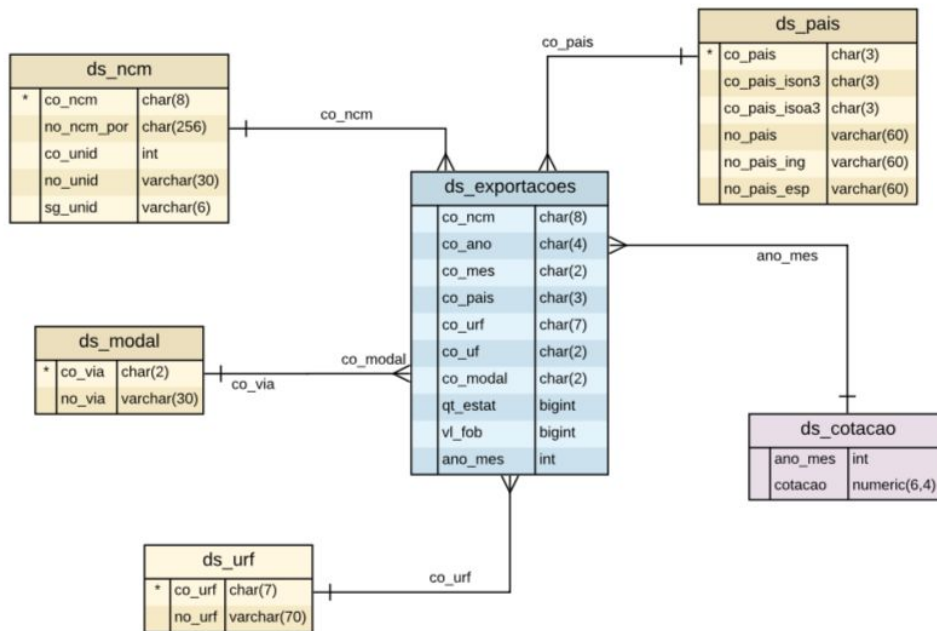 ds_pais
* co_pais char(3)
co_pais_ison3 char(3)
co_pais_isoa3 char(3)
no_pais varchar(60)
no_pais_ing varchar(60)
no_pais_esp varchar(60)
co_pais
ds_ncm
* co_ncm char(8)
no_ncm_por char(256)
co_unid int
no_unid varchar(30)
sg_unid varchar(6)
co_ncm
ds_exportacoes
co_ncm char(8)
co_ano char(4)
co_mes char(2)
co_pais char(3)
co_urf char(7)
co_uf char(2)
co_modal char(2)
qt_estat bigint
vl_fob bigint
ano_mes int
ano_mes
ds_modal
* co_via char(2)
no_via varchar(30)
co_via
co_modal
ds_cotacao
ano_mes int
cotacao numeric(6,4)
ds_urf
* co_urf char(7)
no_urf varchar(70)
co_urf